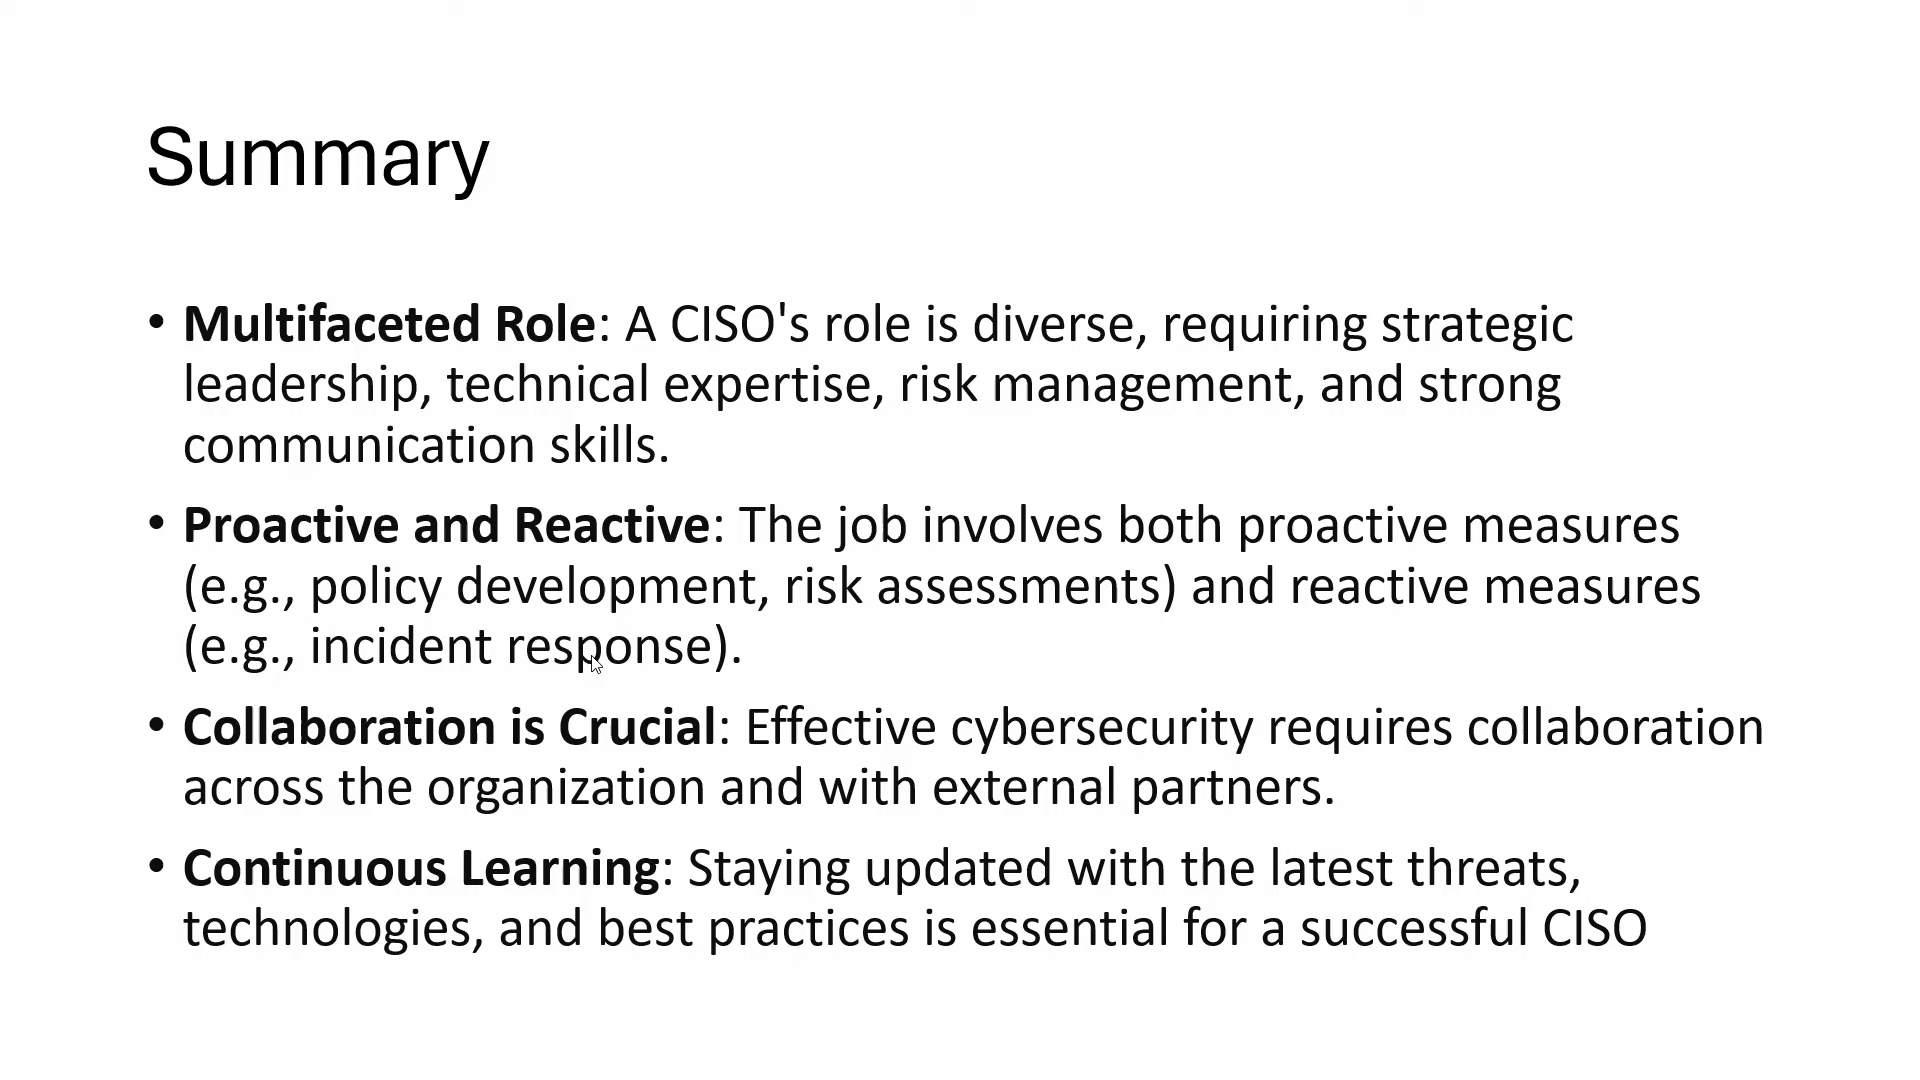 Summary
• Multifaceted Role: A CISO's role is diverse, requiring strategic
leadership, technical expertise, risk management, and strong
communication skills.
• Proactive and Reactive: The job involves both proactive measures
(e.g., policy development, risk assessments) and reactive measures
(e.g., incident response).
• Collaboration is Crucial: Effective cybersecurity requires collaboration
across the organization and with external partners.
• Continuous Learning: Staying updated with the latest threats,
technologies, and best practices is essential for a successful CISO